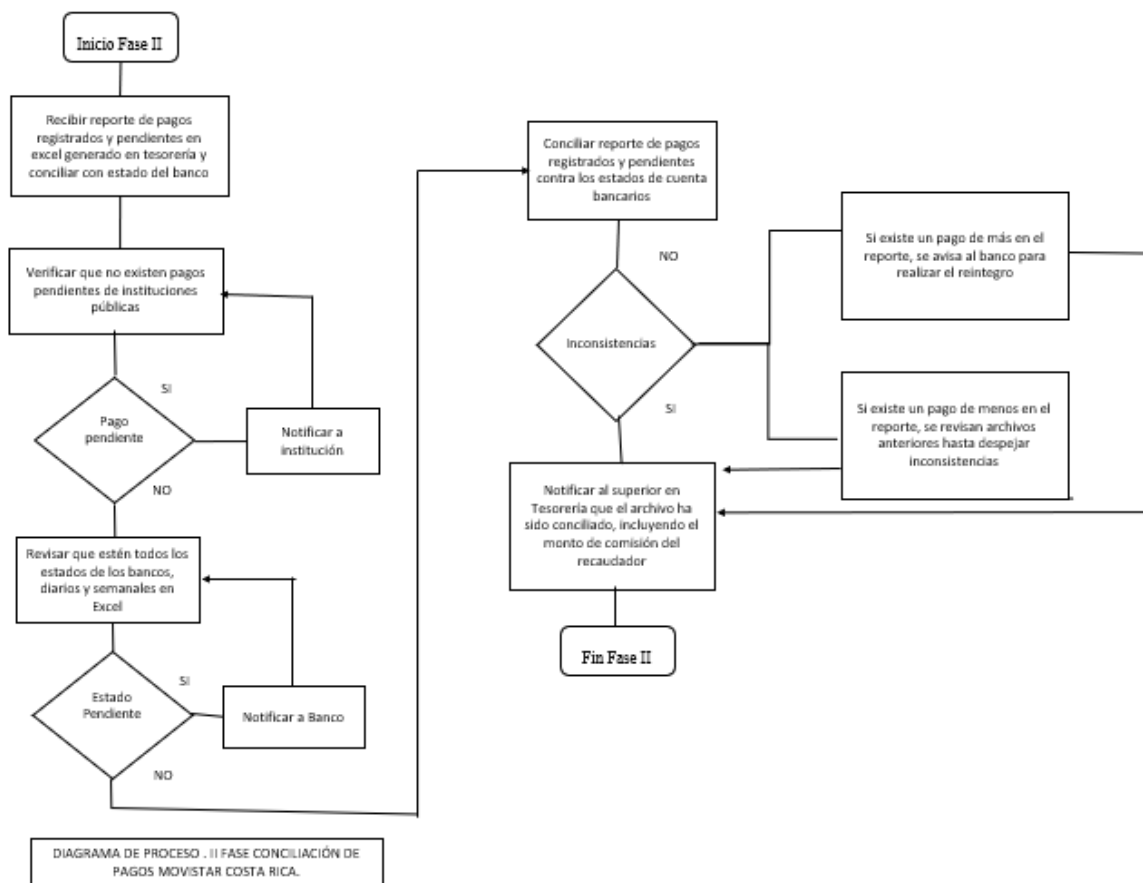 Inicio Fase II
Recibir reporte de pagos
registrados y pendientes en
excel generado en tesorería y
conciliar con estado del banco
Verificar que no existen pagos
pendientes de instituciones
públicas
SI
Pago
pendiente
Notificar a
institución
NO
Revisar que estén todos los
estados de los bancos,
diarios y semanales en
Excel
SI
Estado
Pendiente
Notificar a Banco
NO
Conciliar reporte de pagos
registrados y pendientes
contra los estados de cuenta
bancarios
NO
Inconsistencias
SI
Si existe un pago de más en el
reporte, se avisa al banco para
realizar el reintegro
Si existe un pago de menos en el
reporte, se revisan archivos
anteriores hasta despejar
inconsistencias
Notificar al superior en
Tesorería que el archivo ha
sido conciliado, incluyendo el
monto de comisión del
recaudador
Fin Fase II
DIAGRAMA DE PROCESO . II FASE CONCILIACIÓN DE
PAGOS MOVISTAR COSTA RICA.